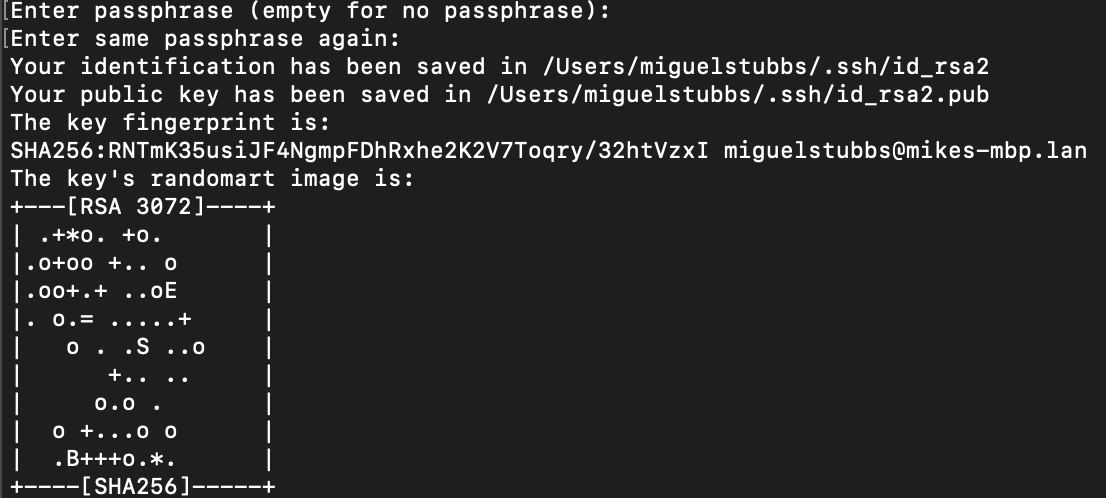 [Enter passphrase (empty for no passphrase):
[Enter same passphrase again:
Your identification has been saved in /Users/miguelstubbs/.ssh/id_rsa2
Your public key has been saved in /Users/miguelstubbs/.ssh/id_rsa2.pub
The key fingerprint is:
SHA256:RNTmK35usiJF4NgmpFDhRxhe2K2V7Toqry/32htVzxI miguelstubbs@mikes-mbp.lan
The key's randomart image is:
+---[RSA 3072]----+
| .+*o. +o.       |
|.o+oo +.. o      |
|.oo+.+ ..oE      |
|. o.= .....+     |
|   o . .S ..o    |
|      +.. ..     |
|     o.o .       |
|  o +...o o      |
|  .B+++o.*.      |
+----[SHA256]-----+